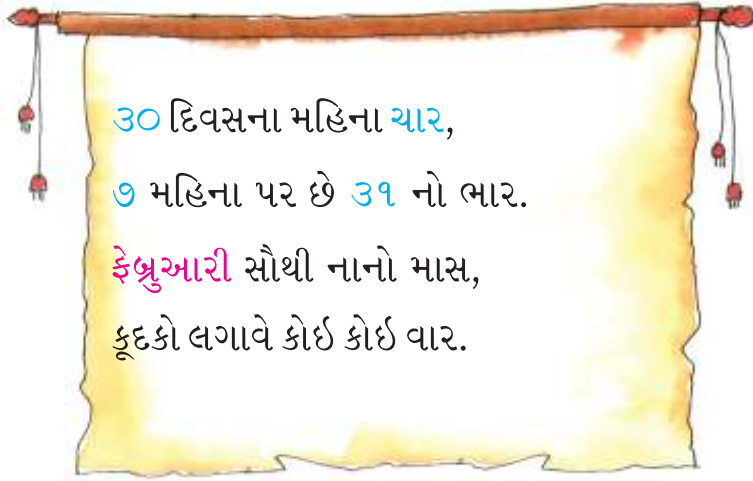 ૩૦ દિવસના મહિના ચાર,
૭ મહિના પર છે ૩૧ નો ભાર.
ફેબ્રુઆરી સૌથી નાનો માસ,
કૂદકો લગાવે કોઇ કોઇ વાર.